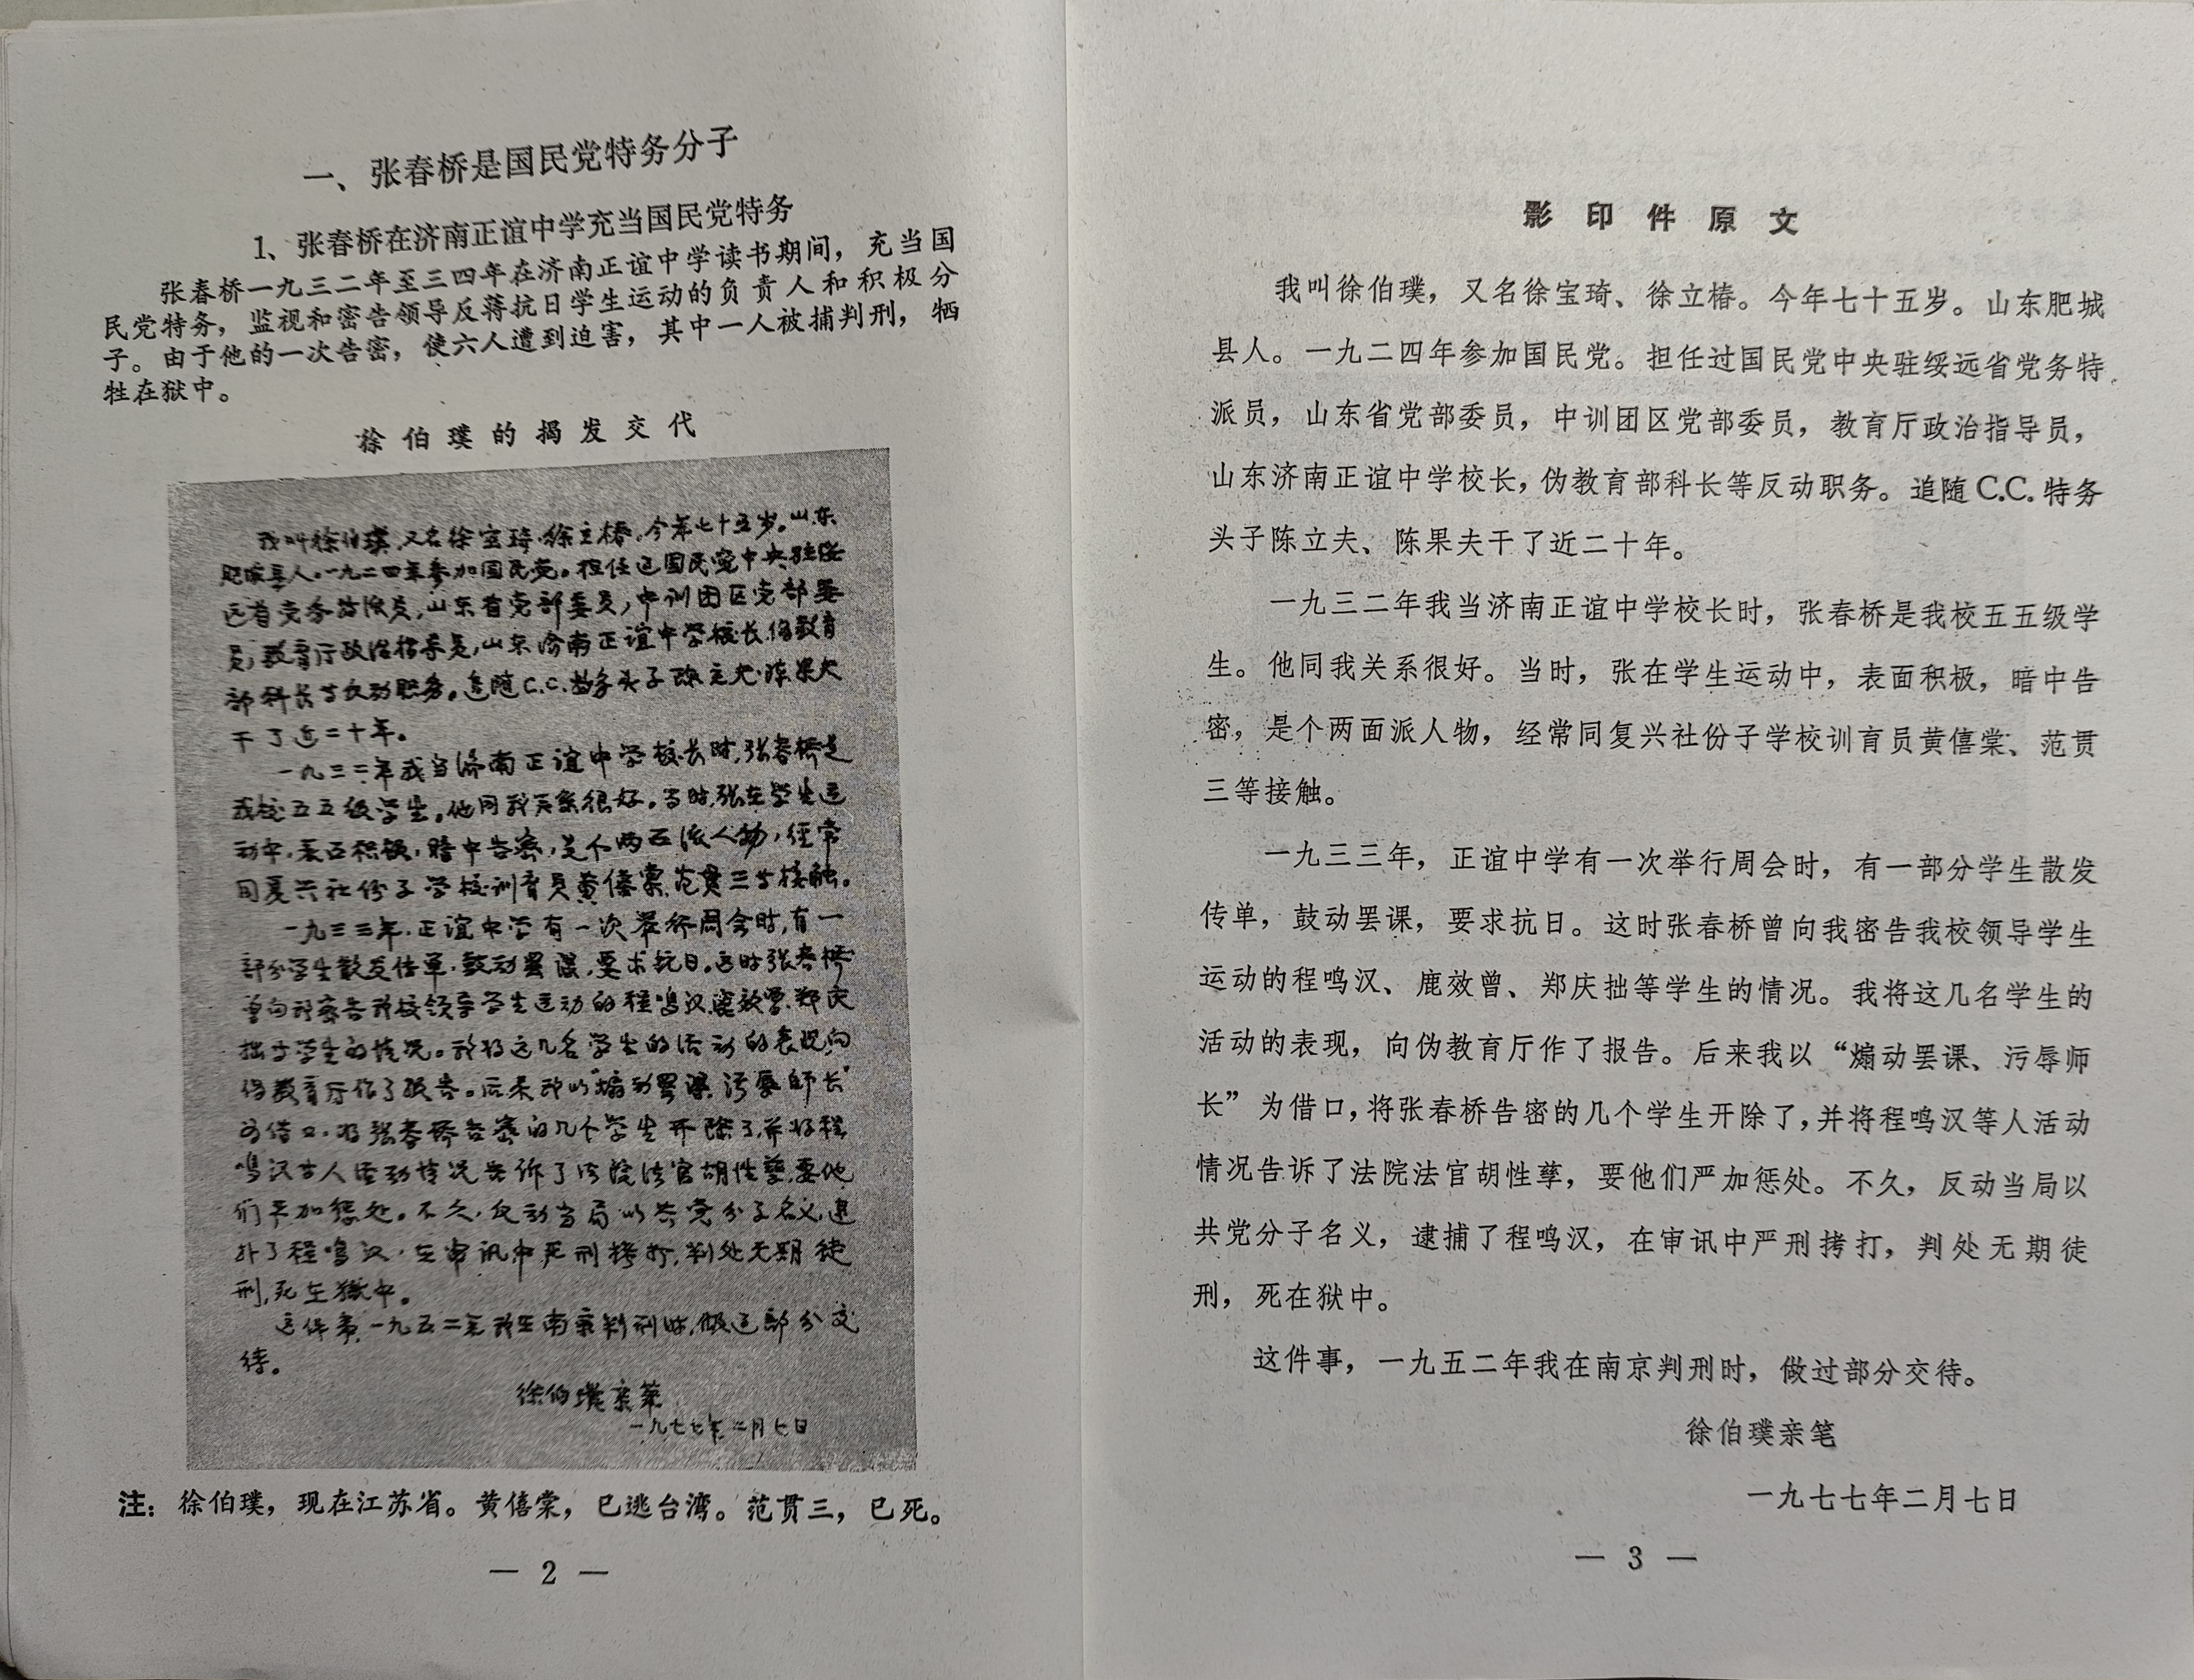 一、张春桥是国民党特务分子
1、张春桥在济南正谊中学充当国民党特务
张春桥一九三二年至三四年在济南正谊中学读书期间，充当国
民党特务，监视和密告领导反蒋抗日学生运动的负责人和积极分
子。由于他的一次告密，使六人遭到迫害，其中一人被捕判刑，牺
牲在狱中。
徐伯璞的揭发交代
我叫徐伯璞，又名徐宝琦、徐立椿，今年七十五岁。山东
肥城县人。一九二四年参加国民党。担任过国民党中央驻绥
远省党务特派员，山东省党部委员，中训团区党部委
员，教育厅政治指导员，山东济南正谊中学校长，伪教育
部科长等反动职务。追随C.C.特务头子陈立夫、陈果夫
干了近二十年。
一九三二年我当济南正谊中学校长时，张春桥是
我校五五级学生。他同我关系很好。当时，张在学生运
动中，表面积极，暗中告密，是个两面派人物，经常
同复兴社份子学校训育员黄僖棠、范贯三等接触。
一九三三年，正谊中学有一次举行周会时，有一
部分学生散发传单，鼓动罢课，要求抗日。这时张春桥
曾向我密告我校领导学生运动的程鸣汉、鹿效曾、郑庆
拙等学生的情况。我将这几名学生的活动的表现，向
伪教育厅作了报告。后来我以“煽动罢课、污辱师长”
为借口，将张春桥告密的几个学生开除了，并将程
鸣汉等人活动情况告诉了法院法官胡性孽，要他
们严加惩处。不久，反动当局以共党分子名义，逮
捕了程鸣汉，在审讯中严刑拷打，判处无期徒
刑，死在狱中。
这件事，一九五二年我在南京判刑时，做过部分交
待。
徐伯璞亲笔
一九七七年二月七日
注：徐伯璞，现在江苏省。黄僖棠，已逃台湾。范贯三，已死。
— 2 —
影印件原文
我叫徐伯璞，又名徐宝琦、徐立椿。今年七十五岁。山东肥城
县人。一九二四年参加国民党。担任过国民党中央驻绥远省党务特
派员，山东省党部委员，中训团区党部委员，教育厅政治指导员，
山东济南正谊中学校长，伪教育部科长等反动职务。追随C.C.特务
头子陈立夫、陈果夫干了近二十年。
一九三二年我当济南正谊中学校长时，张春桥是我校五五级学
生。他同我关系很好。当时，张在学生运动中，表面积极，暗中告
密，是个两面派人物，经常同复兴社份子学校训育员黄僖棠、范贯
三等接触。
一九三三年，正谊中学有一次举行周会时，有一部分学生散发
传单，鼓动罢课，要求抗日。这时张春桥曾向我密告我校领导学生
运动的程鸣汉、鹿效曾、郑庆拙等学生的情况。我将这几名学生的
活动的表现，向伪教育厅作了报告。后来我以“煽动罢课、污辱师
长”为借口，将张春桥告密的几个学生开除了，并将程鸣汉等人活动
情况告诉了法院法官胡性孽，要他们严加惩处。不久，反动当局以
共党分子名义，逮捕了程鸣汉，在审讯中严刑拷打，判处无期徒
刑，死在狱中。
这件事，一九五二年我在南京判刑时，做过部分交待。
徐伯璞亲笔
一九七七年二月七日
— 3 —